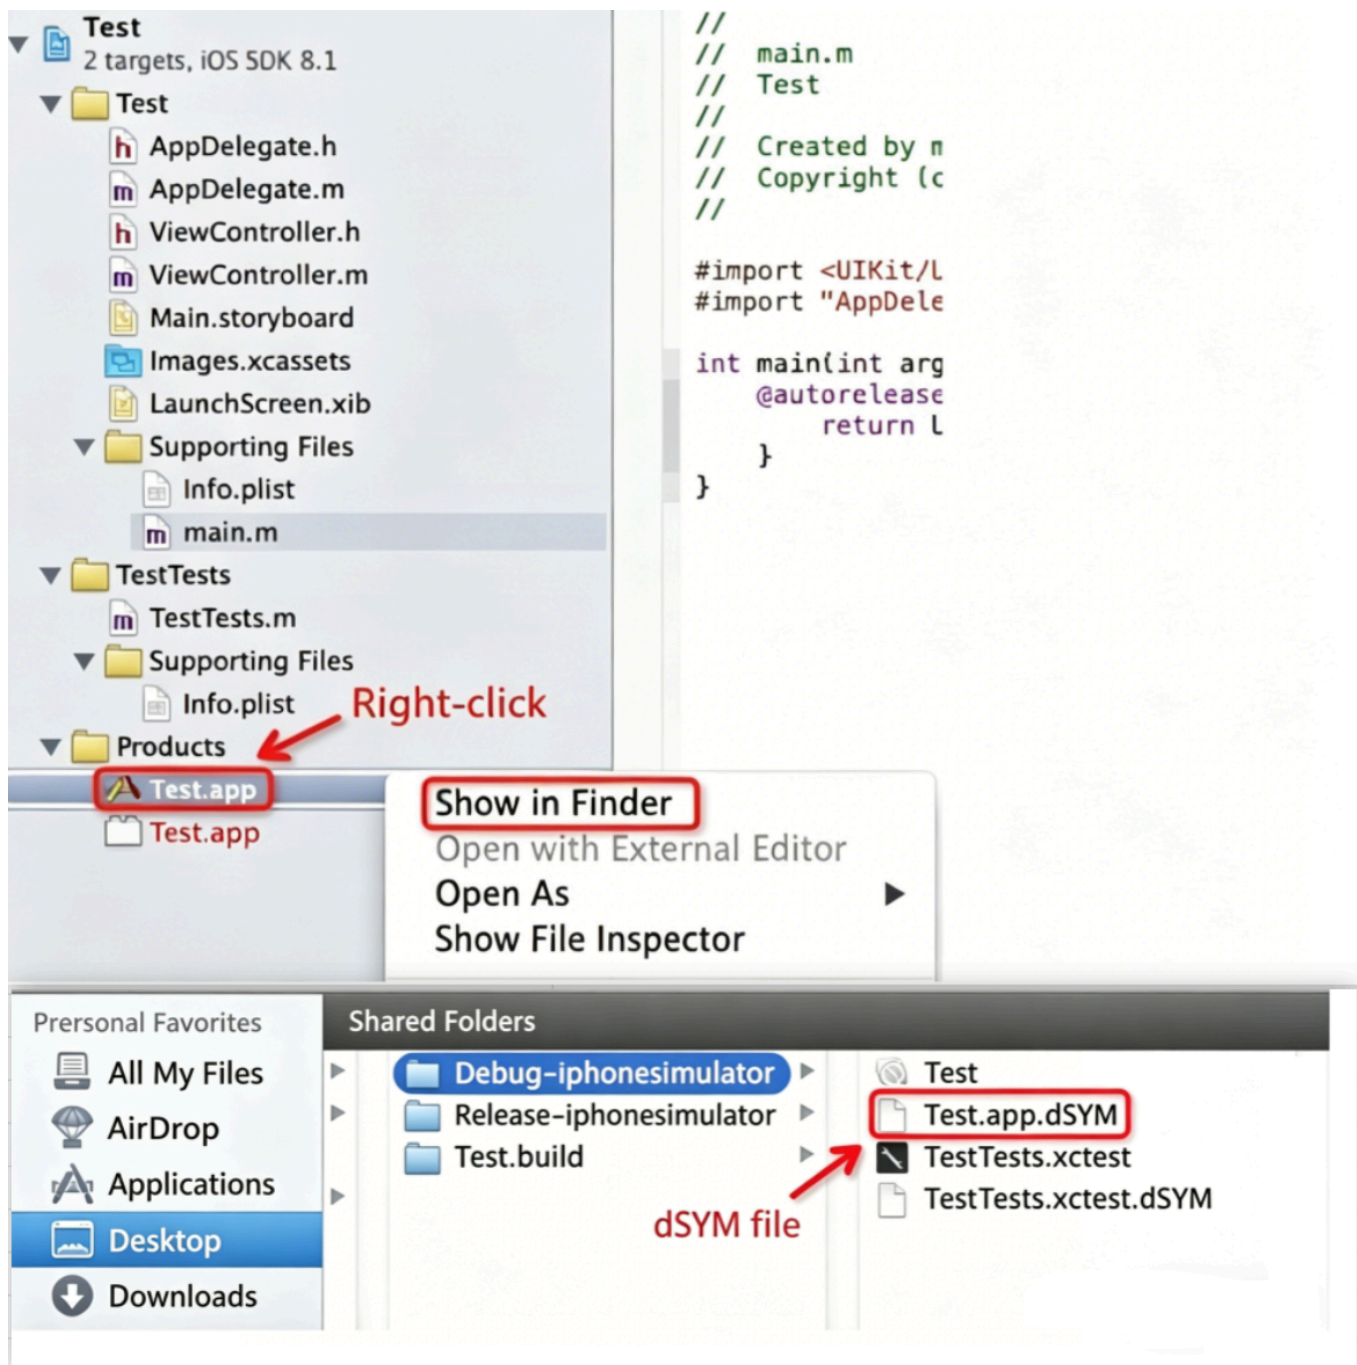 Test
2 targets, iOS SDK 8.1
Test
AppDelegate.h
AppDelegate.m
ViewController.h
ViewController.m
Main.storyboard
Images.xcassets
LaunchScreen.xib
Supporting Files
Info.plist
main.m
TestTests
TestTests.m
Supporting Files
Info.plist
Right-click
Products
Test.app
Test.app
//
// main.m
// Test
//
// Created by m
// Copyright (c
//
#import <UIKit/U
#import "AppDele
int main(int arg
@autorelease
return U
}
}
Show in Finder
Open with External Editor
Open As
Show File Inspector
Prersonal Favorites
All My Files
AirDrop
Applications
Desktop
Downloads
Shared Folders
Debug-iphonesimulator
Release-iphonesimulator
Test.build
dSYM file
Test
Test.app.dSYM
TestTests.xctest
TestTests.xctest.dSYM